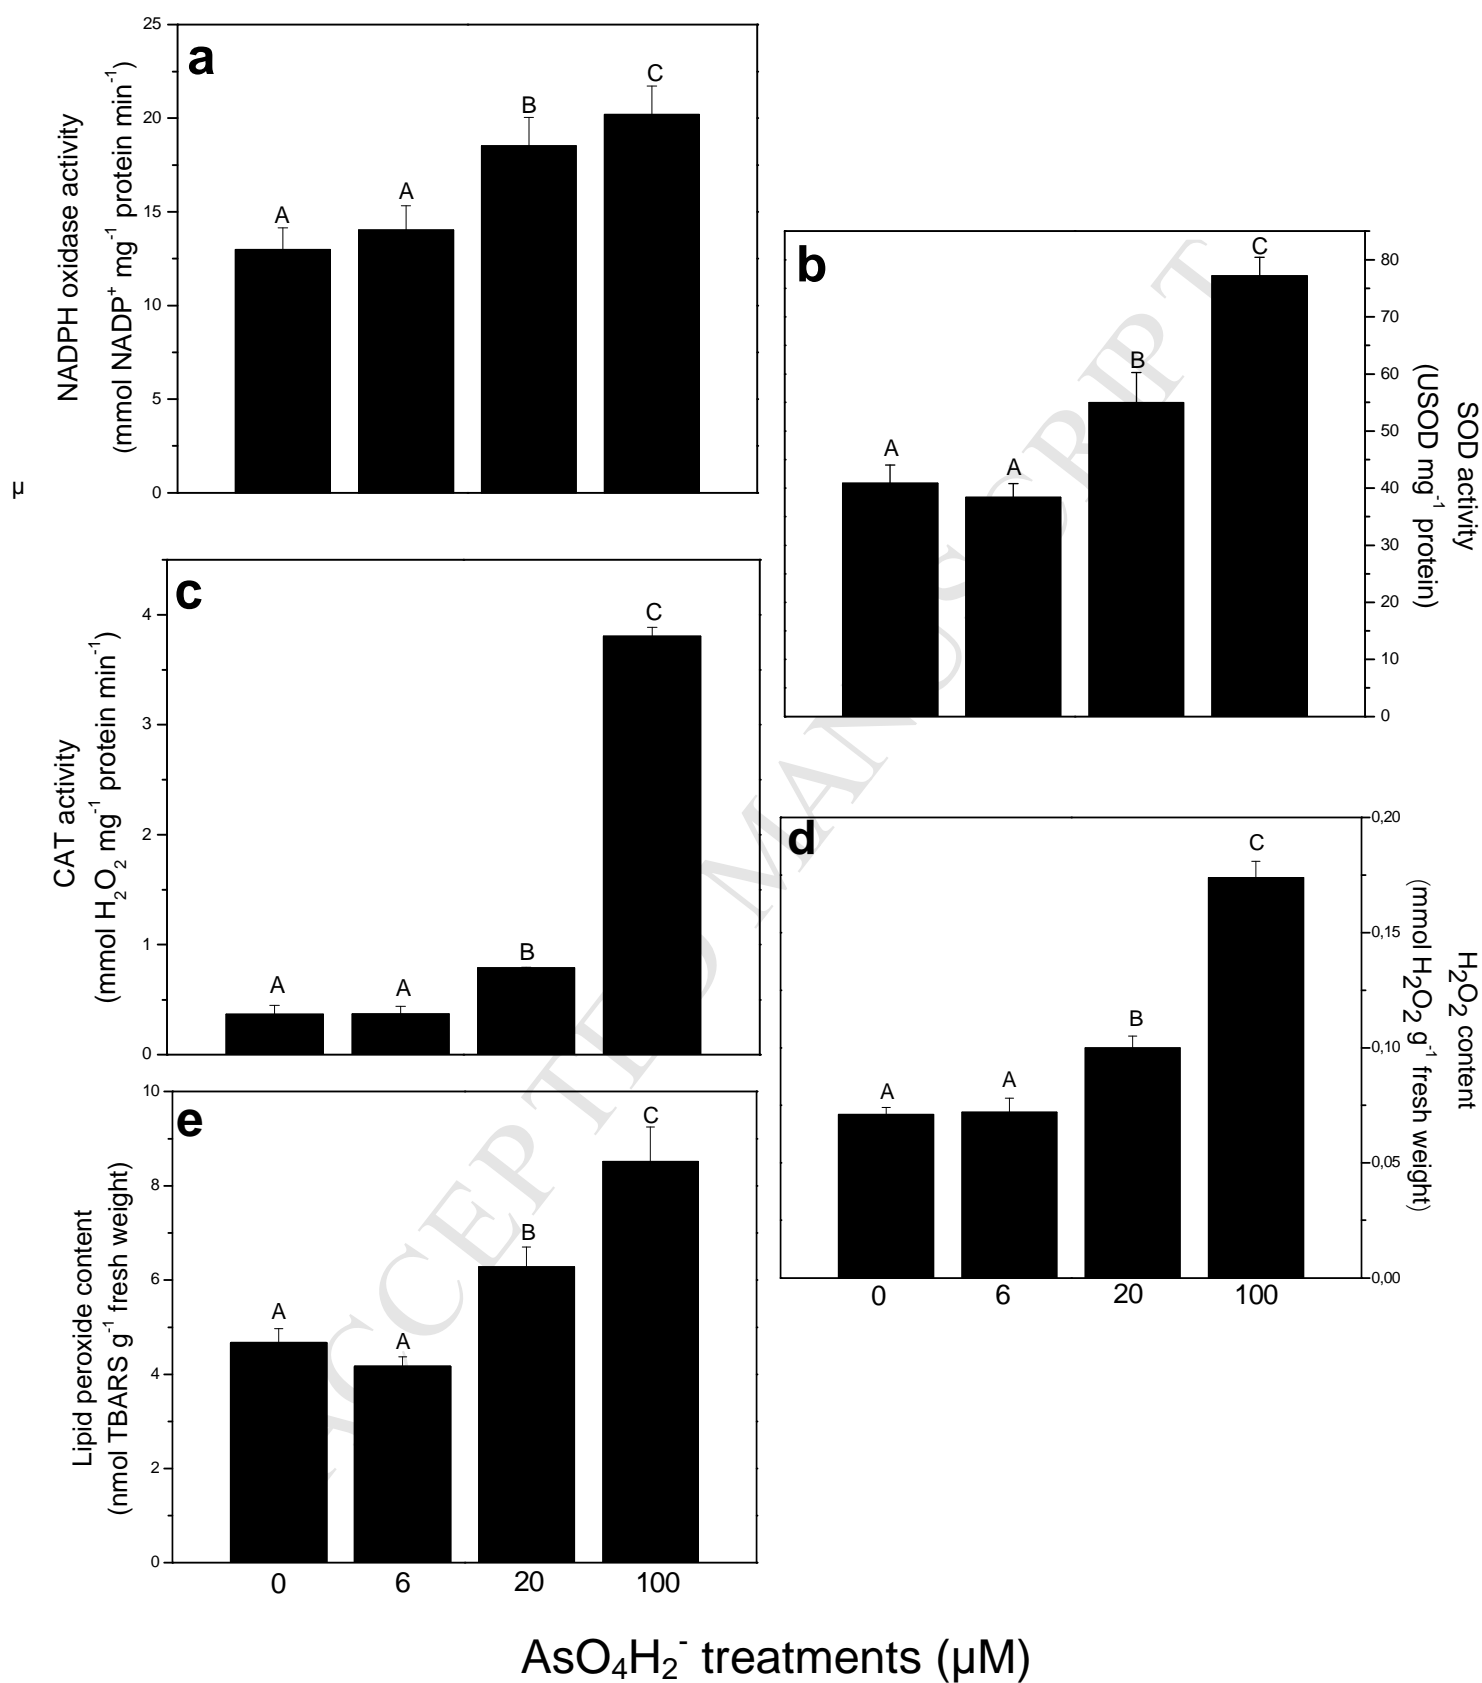 a
NADPH oxidase activity
(mmol NADP⁺ mg⁻¹ protein min⁻¹)
25
20
15
10
5
0
A
A
B
C
µ
b
SOD activity
(USOD mg⁻¹ protein)
80
70
60
50
40
30
20
10
0
A
A
B
C
c
CAT activity
(mmol H₂O₂ mg⁻¹ protein min⁻¹)
4
3
2
1
0
A
A
B
C
d
H₂O₂ content
(mmol H₂O₂ g⁻¹ fresh weight)
0,20
0,15
0,10
0,05
0,00
A
A
B
C
0 6 20 100
e
Lipid peroxide content
(nmol TBARS g⁻¹ fresh weight)
10
8
6
4
2
0
A
A
B
C
0 6 20 100
AsO₄H₂⁻ treatments (µM)
ACCEPTED MANUSCRIPT